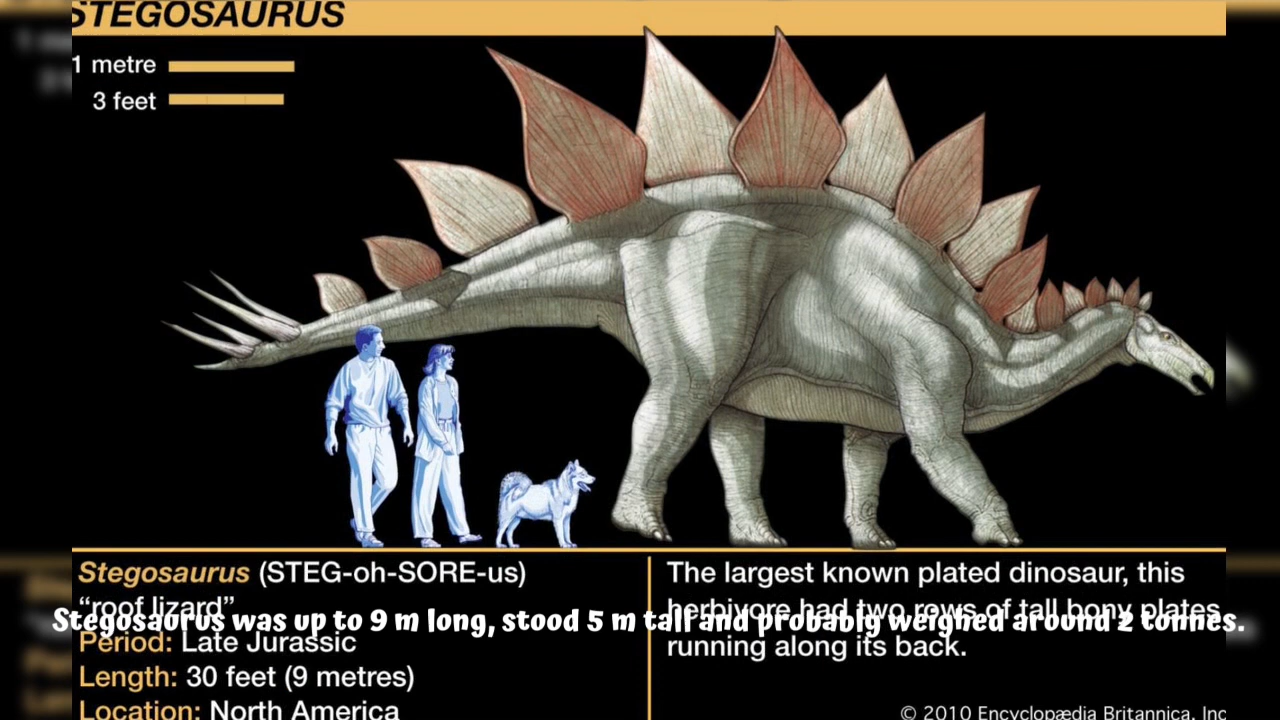 STEGOSAURUS
1 metre
3 feet
Stegosaurus (STEG-oh-SORE-us)
"roof lizard"
Period: Late Jurassic
Length: 30 feet (9 metres)
Location: North America
The largest known plated dinosaur, this
herbivore had two rows of tall bony plates
running along its back.
Stegosaurus was up to 9 m long, stood 5 m tall and probably weighed around 2 tonnes.
© 2010 Encyclopædia Britannica, Inc